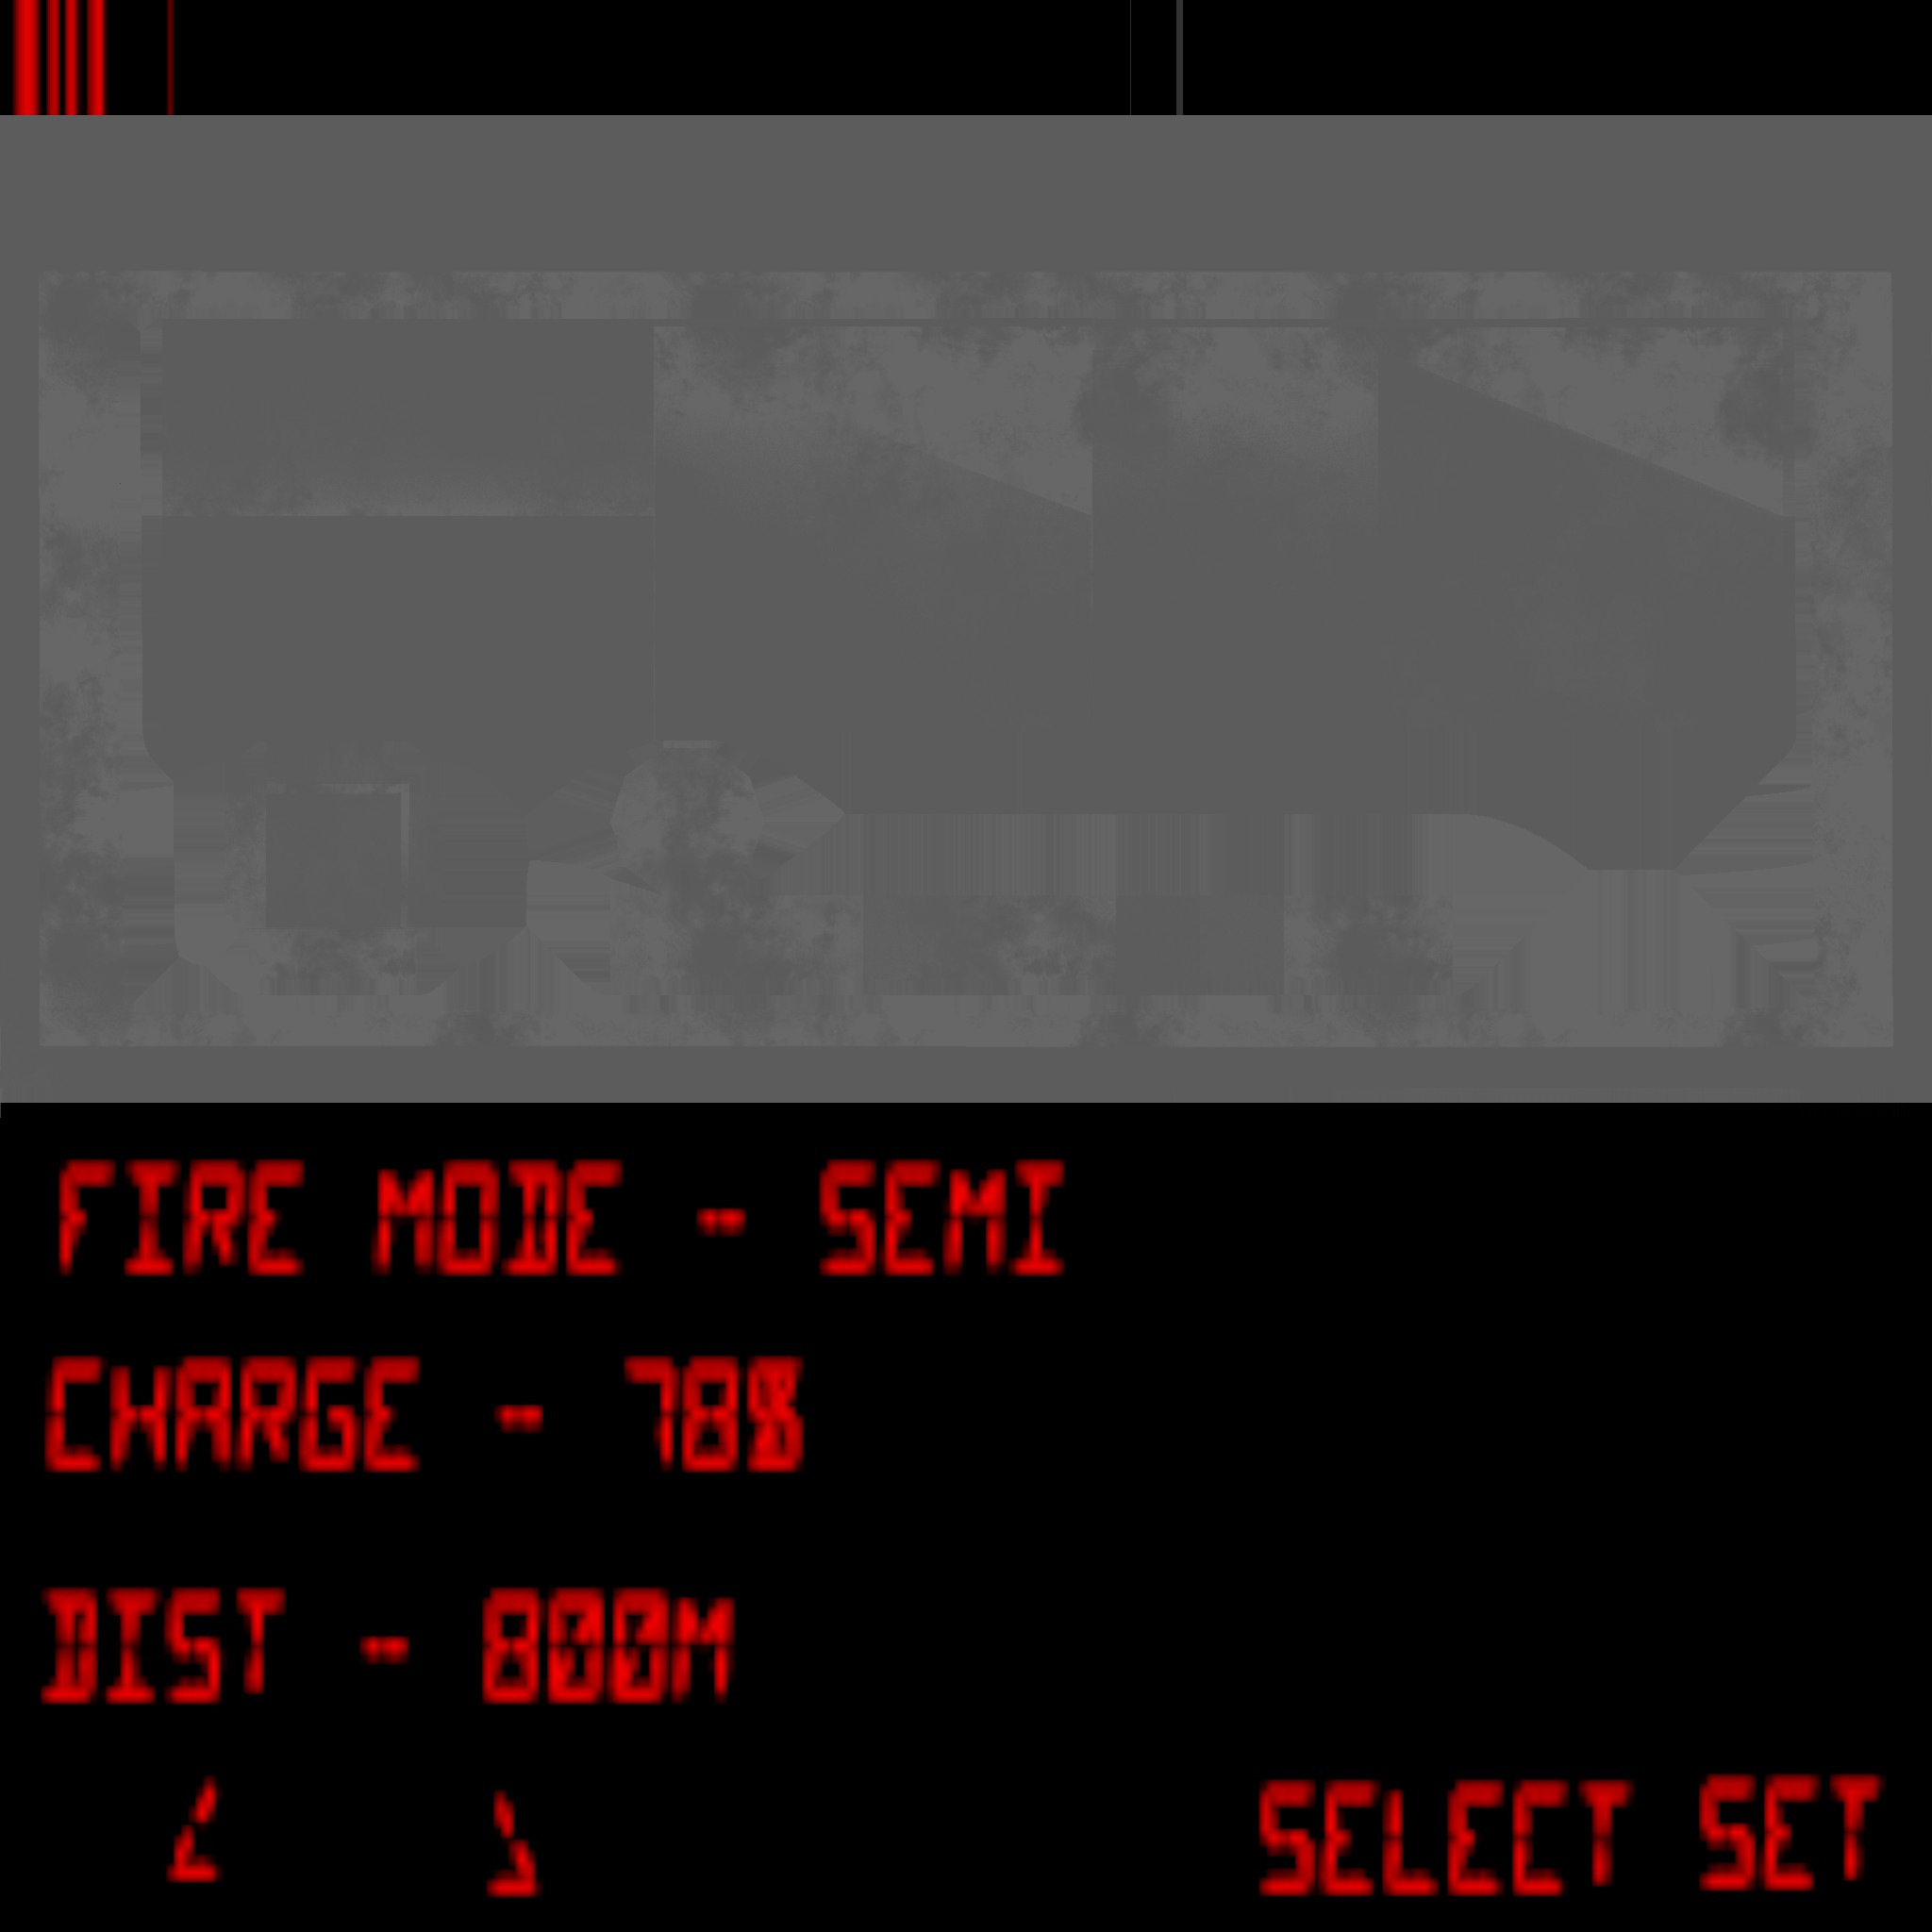 FIRE MODE - SEMI
CHARGE - 78%
DIST - 800M
SELECT SET